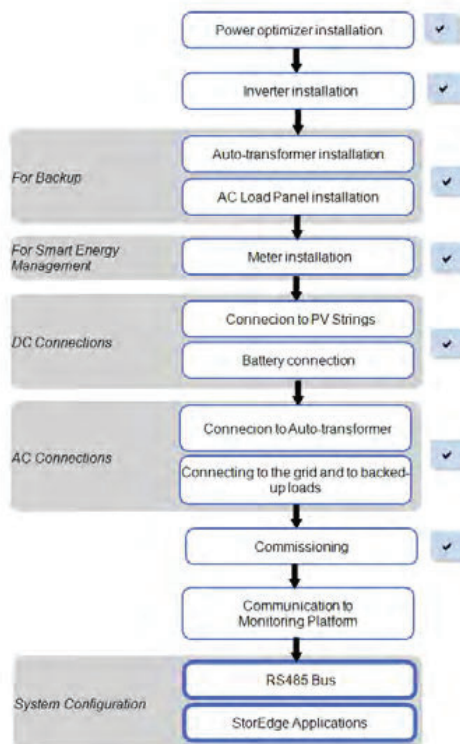 Power optimizer installation
Inverter installation
For Backup
Auto-transformer installation
AC Load Panel installation
For Smart Energy
Management
Meter installation
DC Connections
Connecion to PV Strings
Battery connection
AC Connections
Connecion to Auto-transformer
Connecting to the grid and to backed-
up loads
Commissioning
Communication to
Monitoring Platform
System Configuration
RS485 Bus
StorEdge Applications